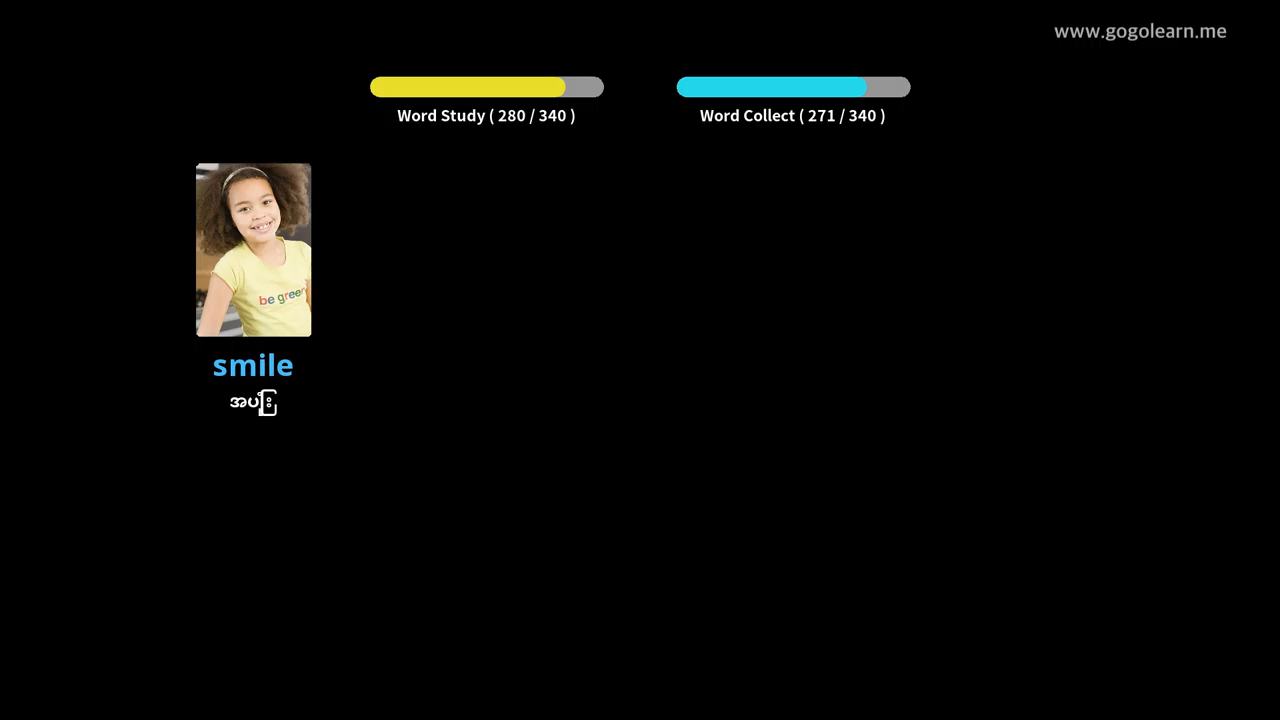 www.gogolearn.me
Word Study ( 280 / 340 )
Word Collect ( 271 / 340 )
be green
smile
အပြုံး